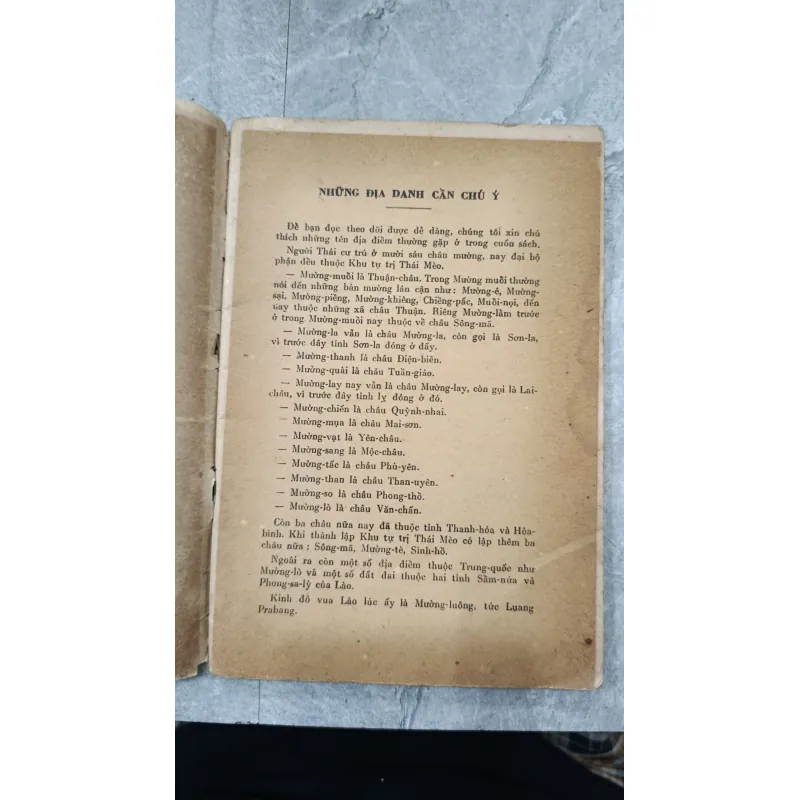 NHỮNG ĐỊA DANH CẦN CHÚ Ý
Để bạn đọc theo dõi được dễ dàng, chúng tôi xin chú
thích những tên địa điểm thường gặp ở trong cuốn sách.
Người Thái cư trú ở mười sáu châu mường, nay đại bộ
phận đều thuộc Khu tự trị Thái Mèo.
— Mường-muồi là Thuận-châu. Trong Mường muồi thường
nói đến những bản mường lân cận như : Mường-é, Mường-
sại, Mường-piềng, Mường-khiêng, Chiềng-pấc, Muồi-nọi, đến
nay thuộc những xã châu Thuận. Riêng Mường-lằm trước
ở trong Mường-muồi nay thuộc về châu Sông-mã.
— Mường-la vẫn là châu Mường-la, còn gọi là Sơn-la,
vì trước đây tỉnh Sơn-la đóng ở đấy.
— Mường-thanh là châu Điện-biên.
— Mường-quài là châu Tuần-giáo.
— Mường-lay nay vẫn là châu Mường-lay, còn gọi là Lai-
châu, vì trước đây tỉnh lỵ đóng ở đó.
— Mường-chiến là châu Quỳnh-nhai.
— Mường-mụa là châu Mai-sơn.
— Mường-vạt là Yên-châu.
— Mường-sang là Mộc-châu.
— Mường-tấc là châu Phù-yên.
— Mường-than là châu Than-uyên.
— Mường-so là châu Phong-thổ.
— Mường-lò là châu Văn-chấn.
Còn ba châu nữa nay đã thuộc tỉnh Thanh-hóa và Hòa-
bình. Khi thành lập Khu tự trị Thái Mèo có lập thêm ba
châu nữa : Sông-mã, Mường-tè, Sình-hồ.
Ngoài ra còn một số địa điểm thuộc Trung-quốc như
Mường-lò và một số đất đai thuộc hai tỉnh Sầm-nứa và
Phong-sa-lỳ của Lào.
Kinh đô vua Lào lúc ấy là Mường-luông, tức Luang
Prabang.